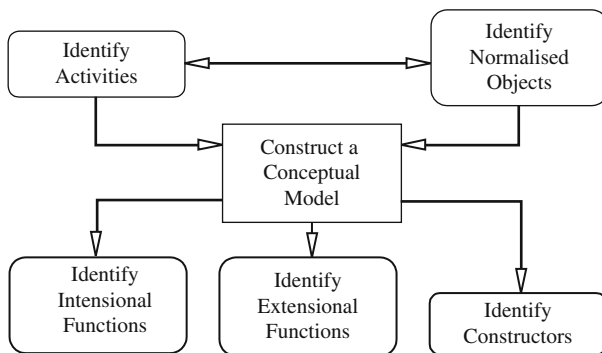 Identify
Activities
Identify
Normalised
Objects
Construct a
Conceptual
Model
Identify
Intensional
Functions
Identify
Extensional
Functions
Identify
Constructors